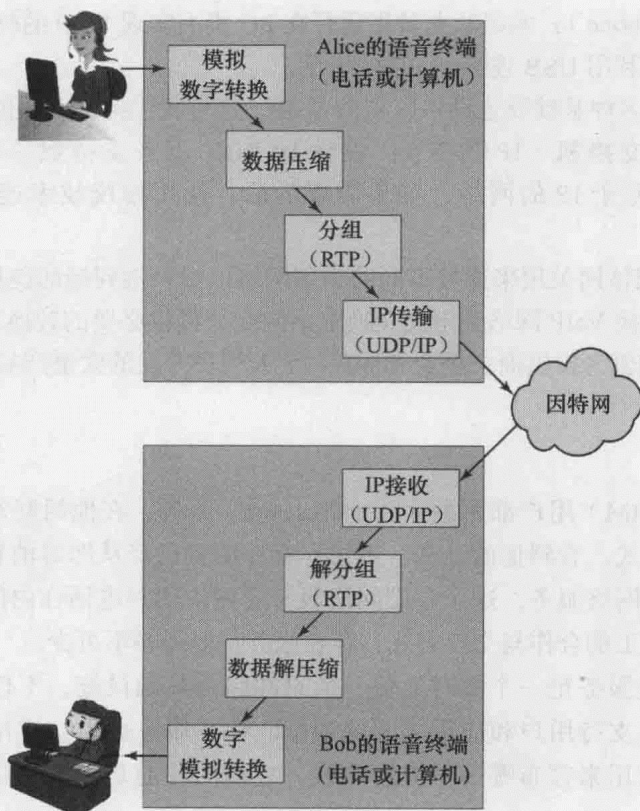 Alice的语音终端
（电话或计算机）
模拟
数字转换
数据压缩
分组
（RTP）
IP传输
（UDP/IP）
因特网
IP接收
（UDP/IP）
解分组
（RTP）
数据解压缩
数字
模拟转换
Bob的语音终端
（电话或计算机）